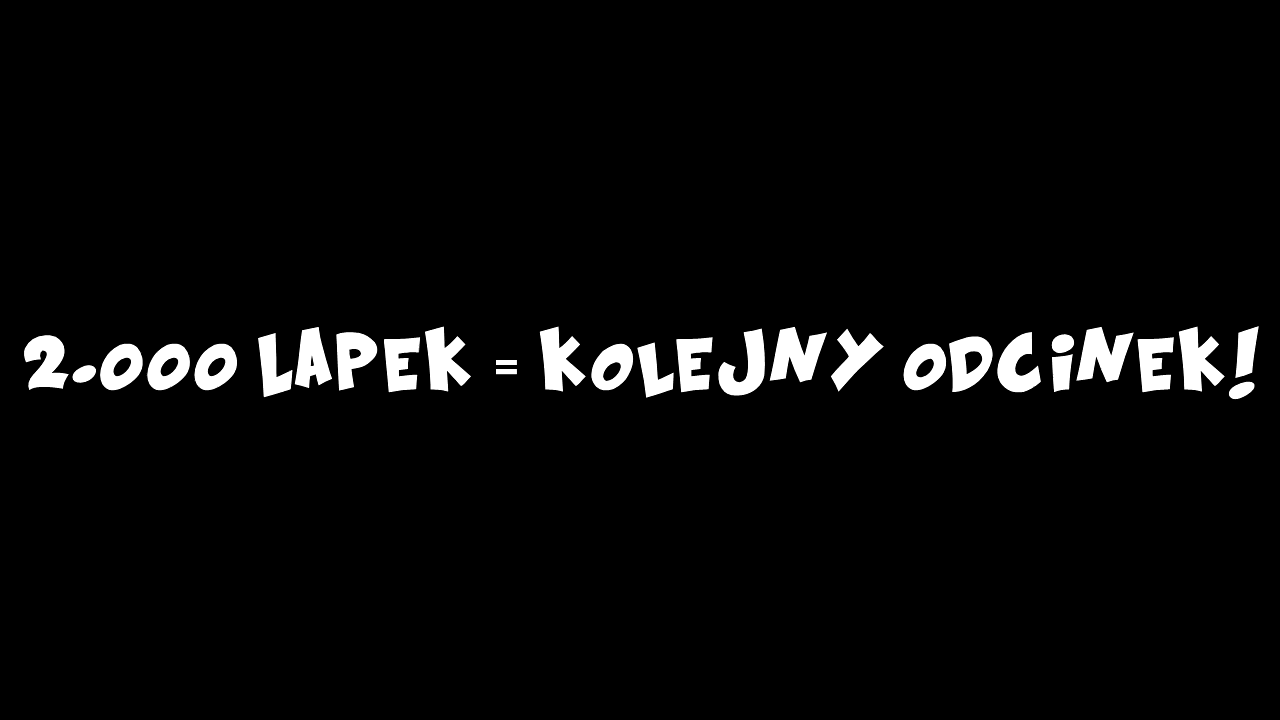 2.000 LAPEK = KOLEJNY ODCiNEK!